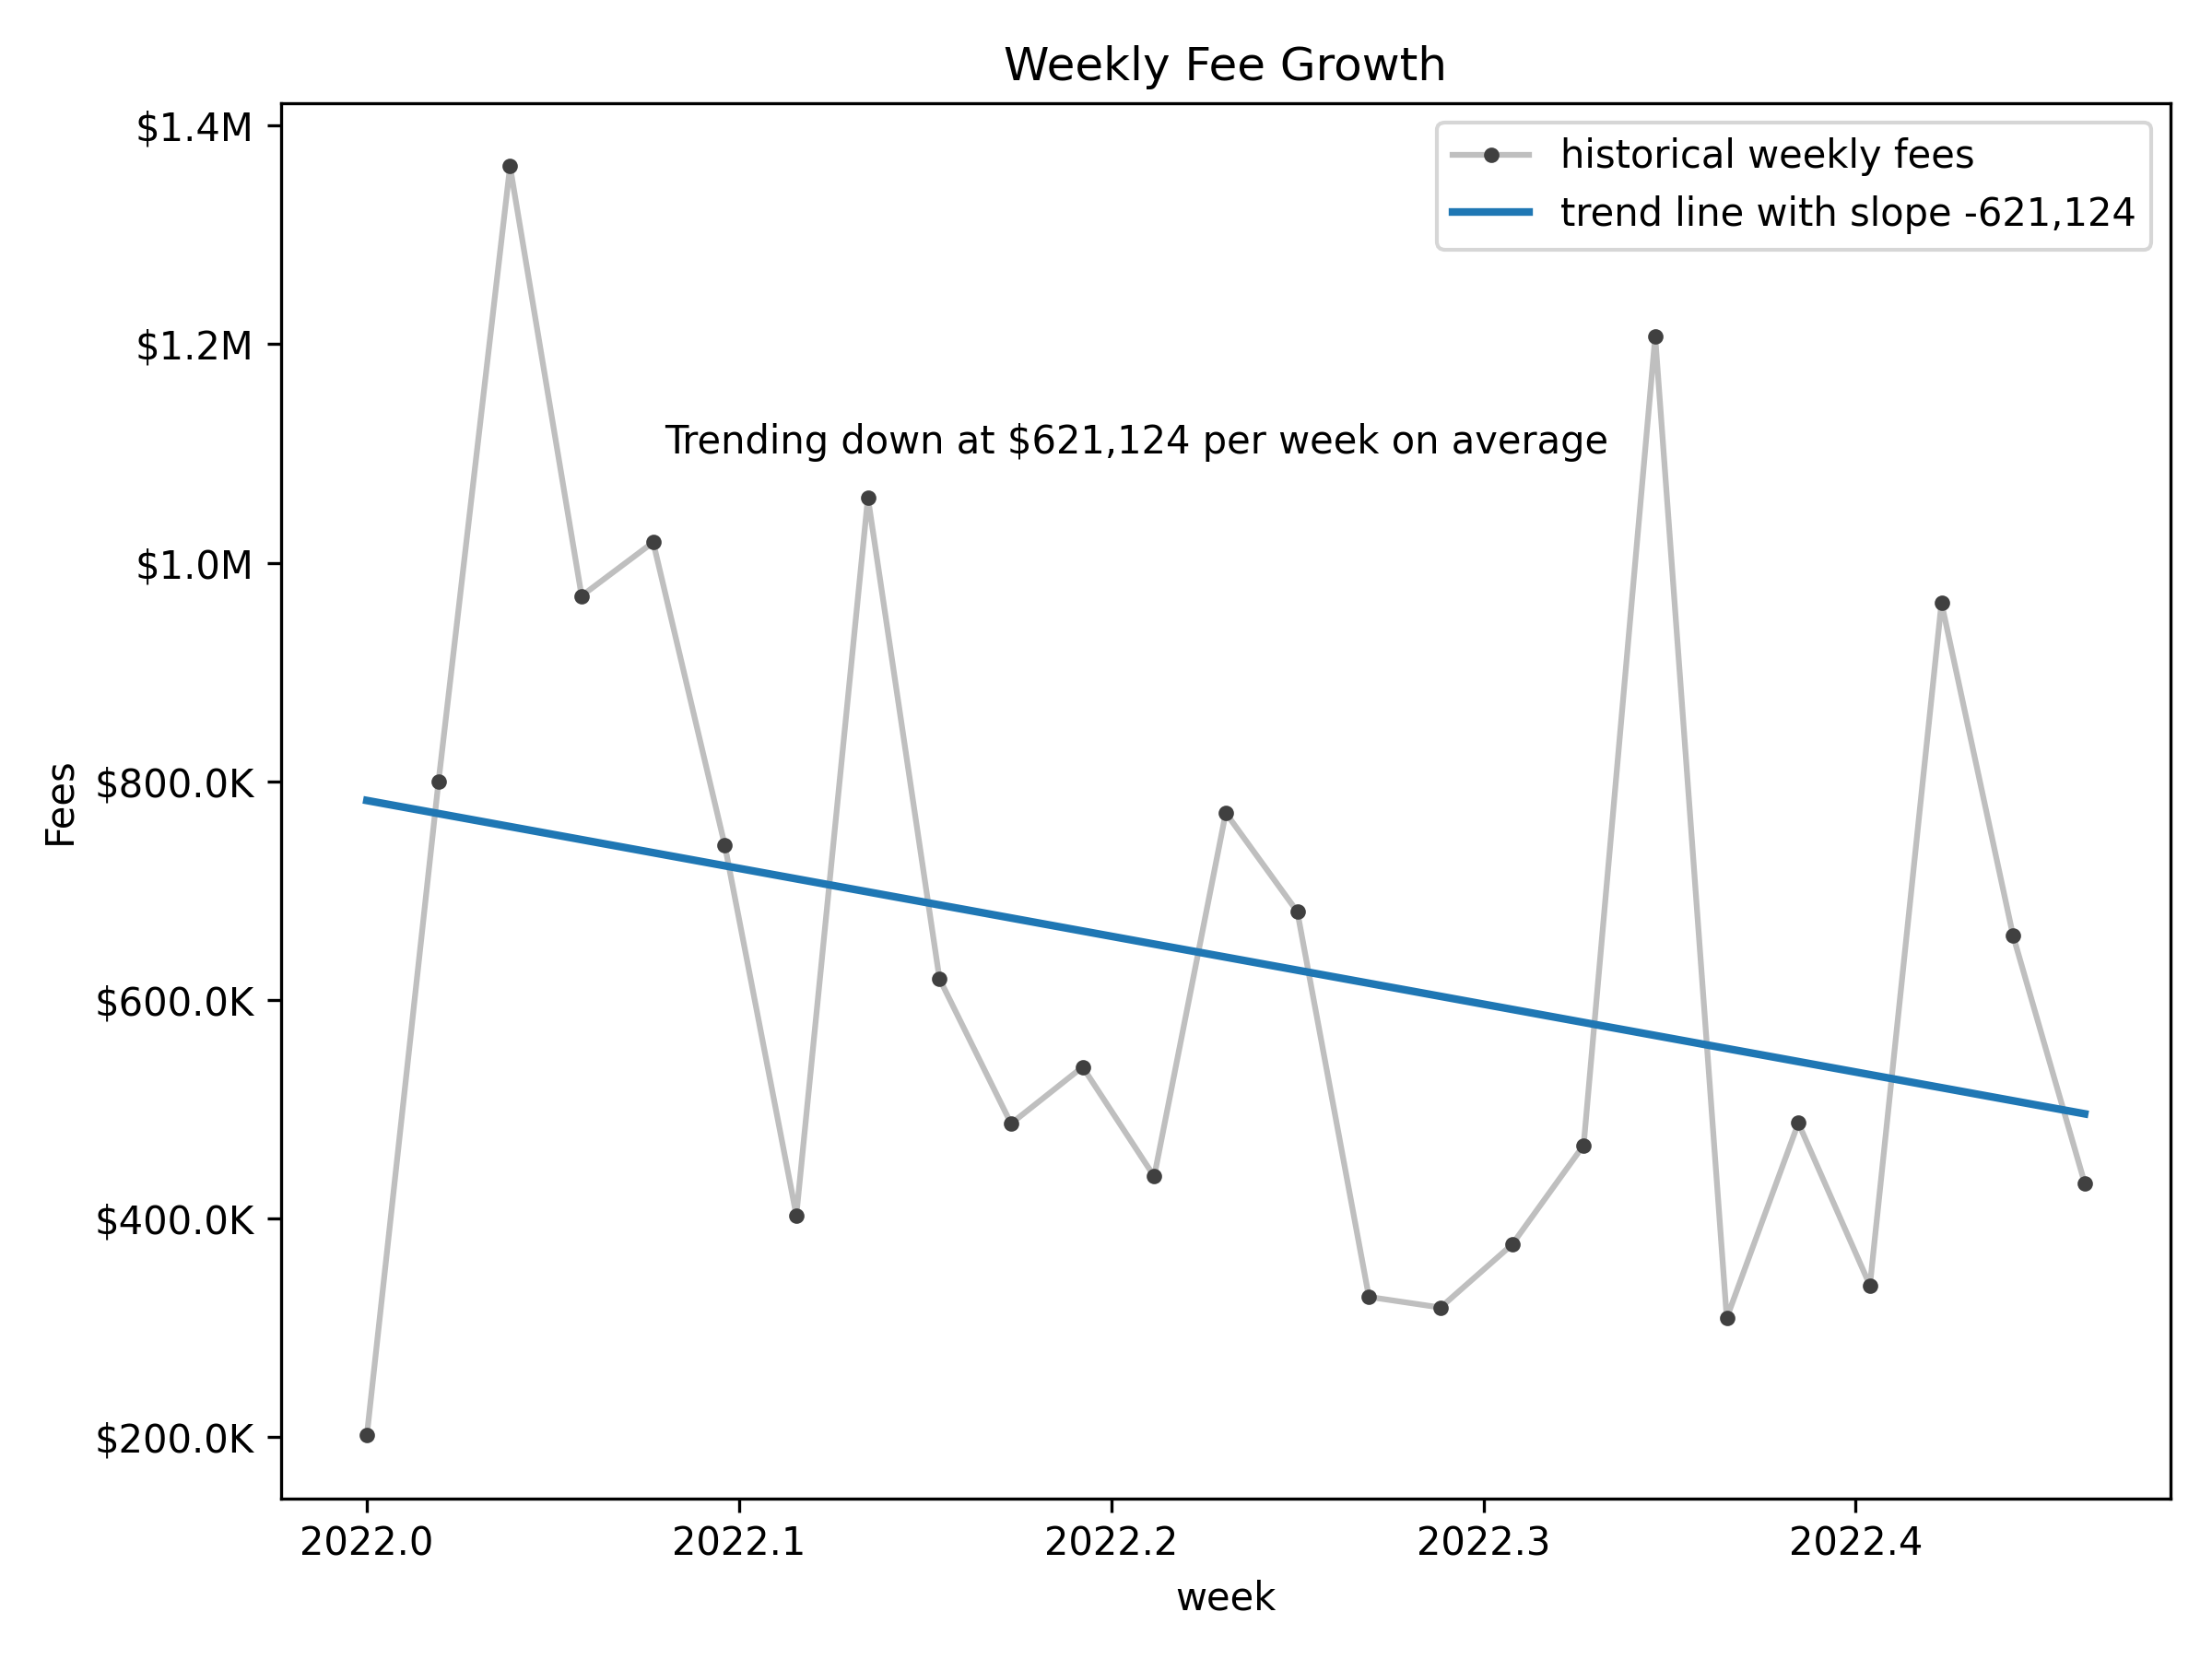 Weekly Fee Growth
historical weekly fees
trend line with slope -621,124
Trending down at $621,124 per week on average
Fees
$1.4M
$1.2M
$1.0M
$800.0K
$600.0K
$400.0K
$200.0K
2022.0
2022.1
2022.2
2022.3
2022.4
week